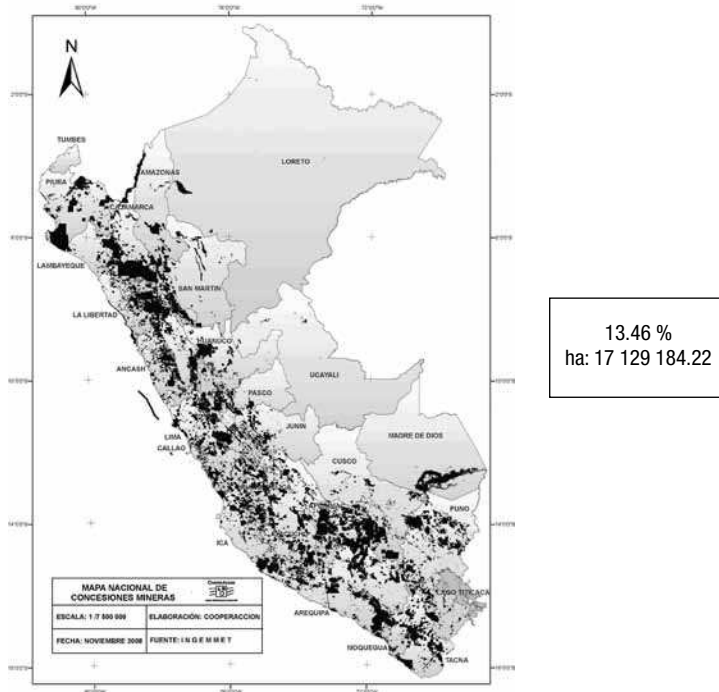 N
TUMBES
LORETO
AMAZONAS
PIURA
CAJAMARCA
LAMBAYEQUE
SAN MARTIN
LA LIBERTAD
HUANUCO
ANCASH
UCAYALI
PASCO
JUNIN
LIMA
CALLAO
MADRE DE DIOS
CUSCO
PUNO
ICA
LAGO TITICACA
AREQUIPA
MOQUEGUA
TACNA
MAPA NACIONAL DE
CONCESIONES MINERAS
ESCALA: 1:7 500 000
ELABORACIÓN: COOPERACCION
FECHA: NOVIEMBRE 2008
FUENTE: I N G E M M E T
13.46 %
ha: 17 129 184.22